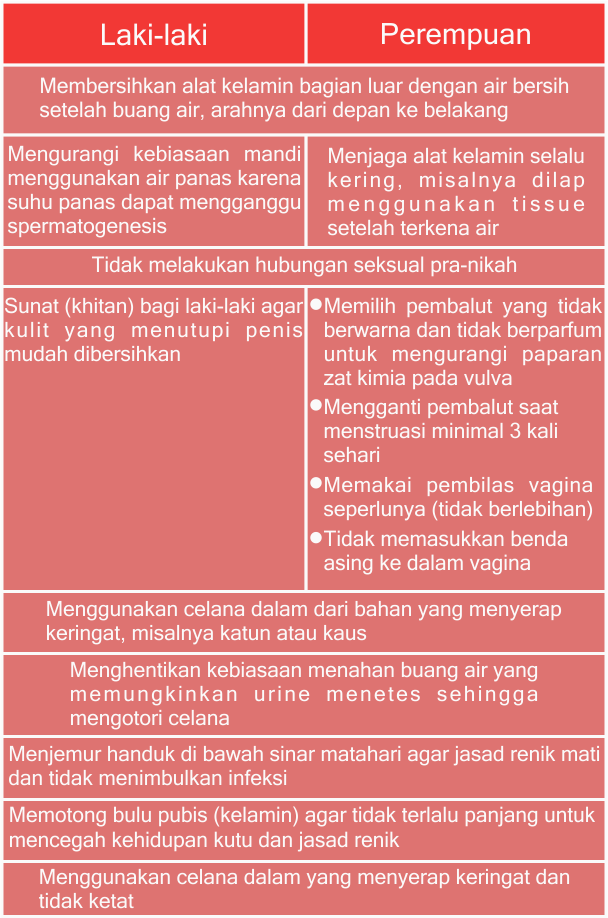 Laki-laki
Perempuan
Membersihkan alat kelamin bagian luar dengan air bersih
setelah buang air, arahnya dari depan ke belakang
Mengurangi kebiasaan mandi
menggunakan air panas karena
suhu panas dapat mengganggu
spermatogenesis
Menjaga alat kelamin selalu
kering, misalnya dilap
menggunakan tissue
setelah terkena air
Tidak melakukan hubungan seksual pra-nikah
Sunat (khitan) bagi laki-laki agar
kulit yang menutupi penis
mudah dibersihkan
●Memilih pembalut yang tidak
berwarna dan tidak berparfum
untuk mengurangi paparan
zat kimia pada vulva
●Mengganti pembalut saat
menstruasi minimal 3 kali
sehari
●Memakai pembilas vagina
seperlunya (tidak berlebihan)
●Tidak memasukkan benda
asing ke dalam vagina
Menggunakan celana dalam dari bahan yang menyerap
keringat, misalnya katun atau kaus
Menghentikan kebiasaan menahan buang air yang
memungkinkan urine menetes sehingga
mengotori celana
Menjemur handuk di bawah sinar matahari agar jasad renik mati
dan tidak menimbulkan infeksi
Memotong bulu pubis (kelamin) agar tidak terlalu panjang untuk
mencegah kehidupan kutu dan jasad renik
Menggunakan celana dalam yang menyerap keringat dan
tidak ketat